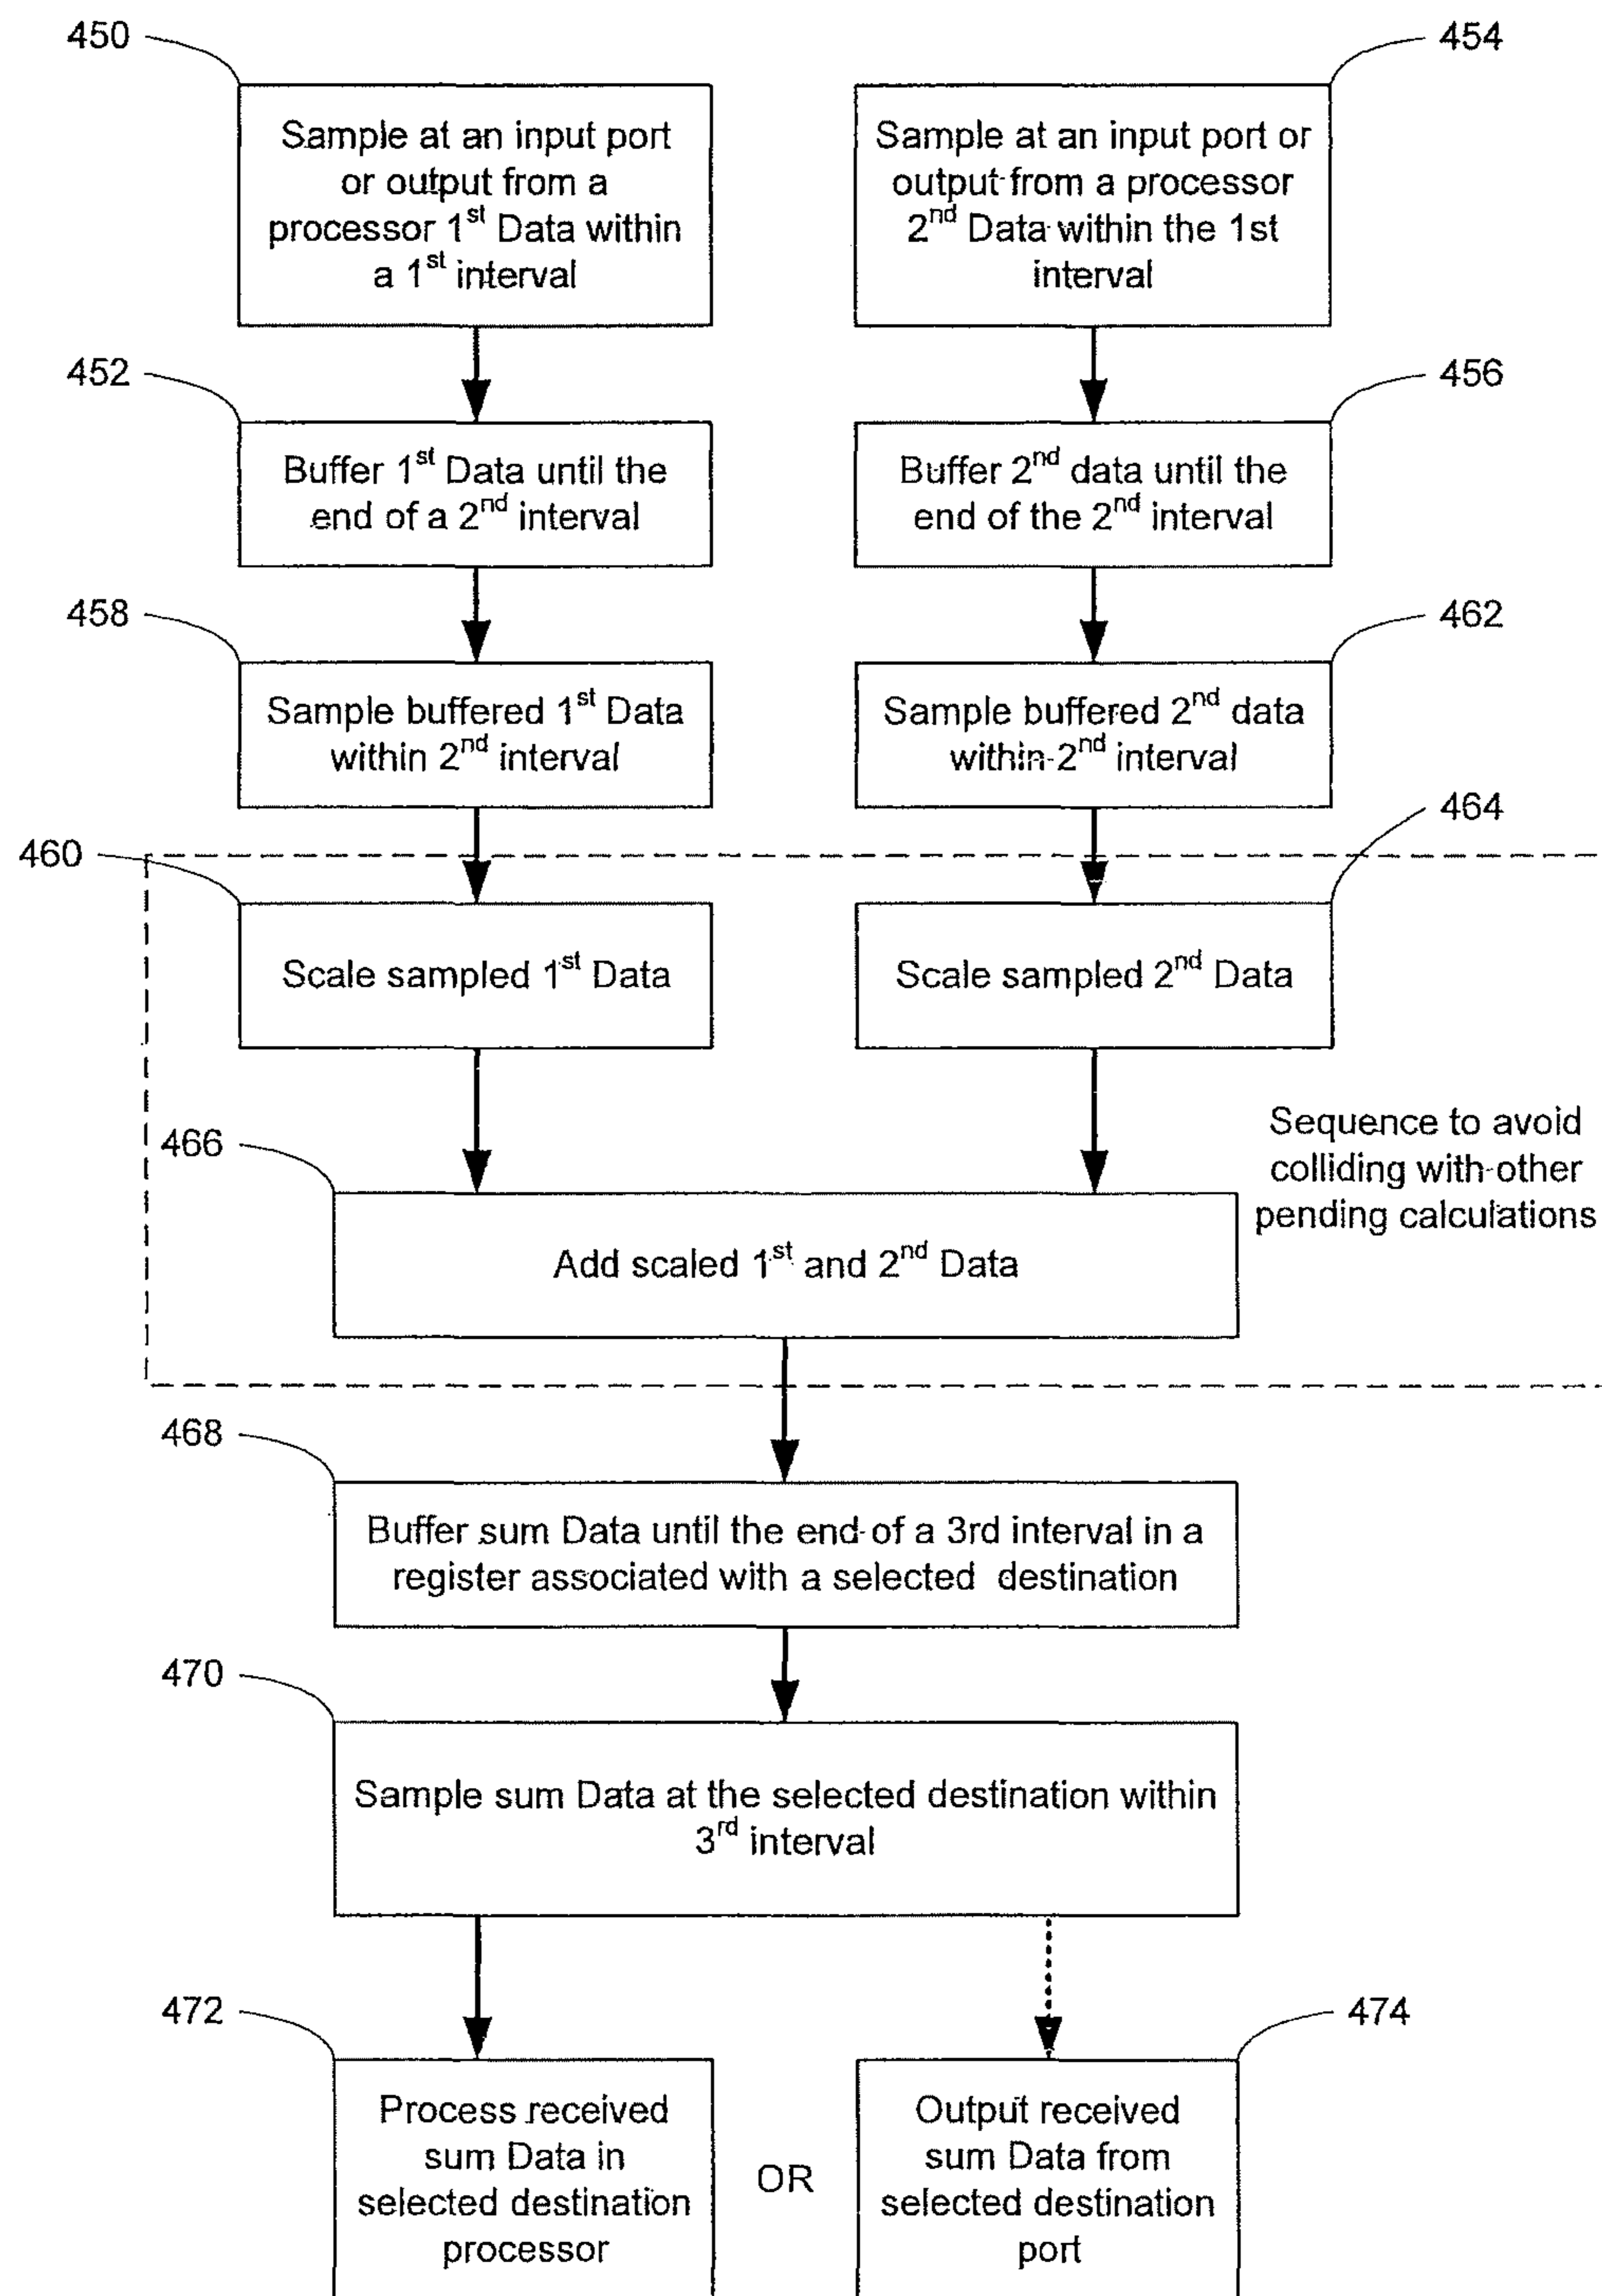 450
454
Sample at an input port
or output from a
processor 1st Data within
a 1st interval
Sample at an input port or
output from a processor
2nd Data within the 1st
interval
452
456
Buffer 1st Data until the
end of a 2nd interval
Buffer 2nd data until the
end of the 2nd interval
458
462
Sample buffered 1st Data
within 2nd interval
Sample buffered 2nd data
within 2nd interval
460
464
Scale sampled 1st Data
Scale sampled 2nd Data
466
Sequence to avoid
colliding with other
pending calculations
Add scaled 1st and 2nd Data
468
Buffer sum Data until the end of a 3rd interval in a
register associated with a selected destination
470
Sample sum Data at the selected destination within
3rd interval
472
474
Process received
sum Data in
selected destination
processor
OR
Output received
sum Data from
selected destination
port